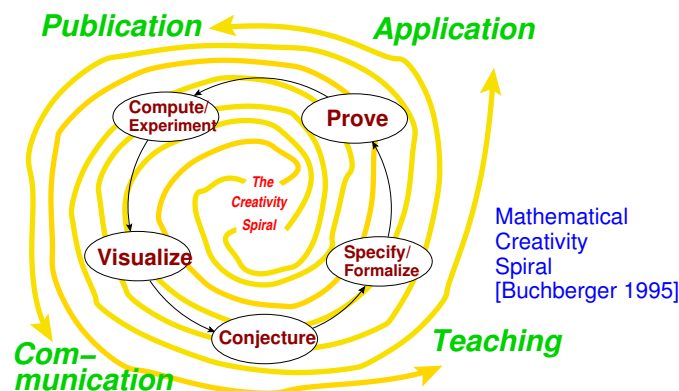 Publication
Application
Compute/
Experiment
Prove
The
Creativity
Spiral
Visualize
Specify/
Formalize
Conjecture
Mathematical
Creativity
Spiral
[Buchberger 1995]
Teaching
Com–
munication